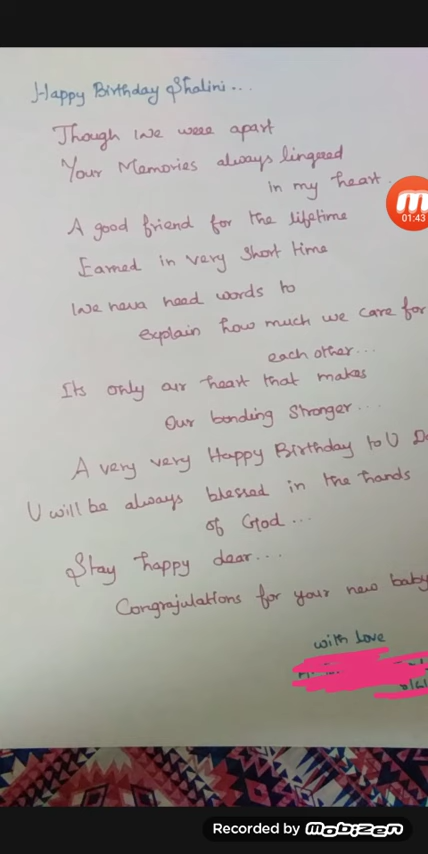 Happy Birthday Shalini...
Though we were apart
Your Memories always lingered
in my heart.
A good friend for the lifetime
Earned in very short time
We neva need words to
explain how much we care for
each other...
Its only our heart that makes
Our bonding stronger...
A very very Happy Birthday to U
U will be always blessed in the hands
of God...
Stay happy dear....
Congrajulations for your new baby
with love
01:43
Recorded by mobizen